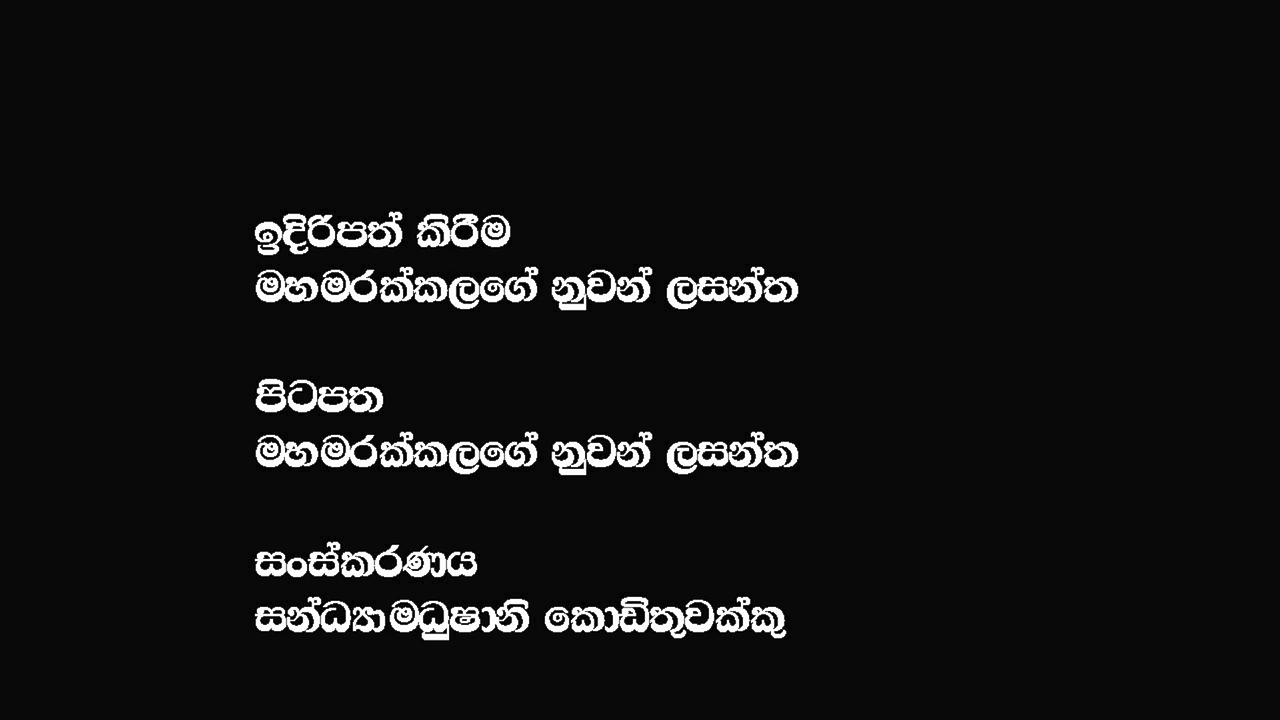 ඉදිරිපත් කිරීම
මහමරක්කලගේ නුවන් ලසන්ත
පිටපත
මහමරක්කලගේ නුවන් ලසන්ත
සංස්කරණය
සන්ධ්‍යාමධුෂානි කොඩිතුවක්කු